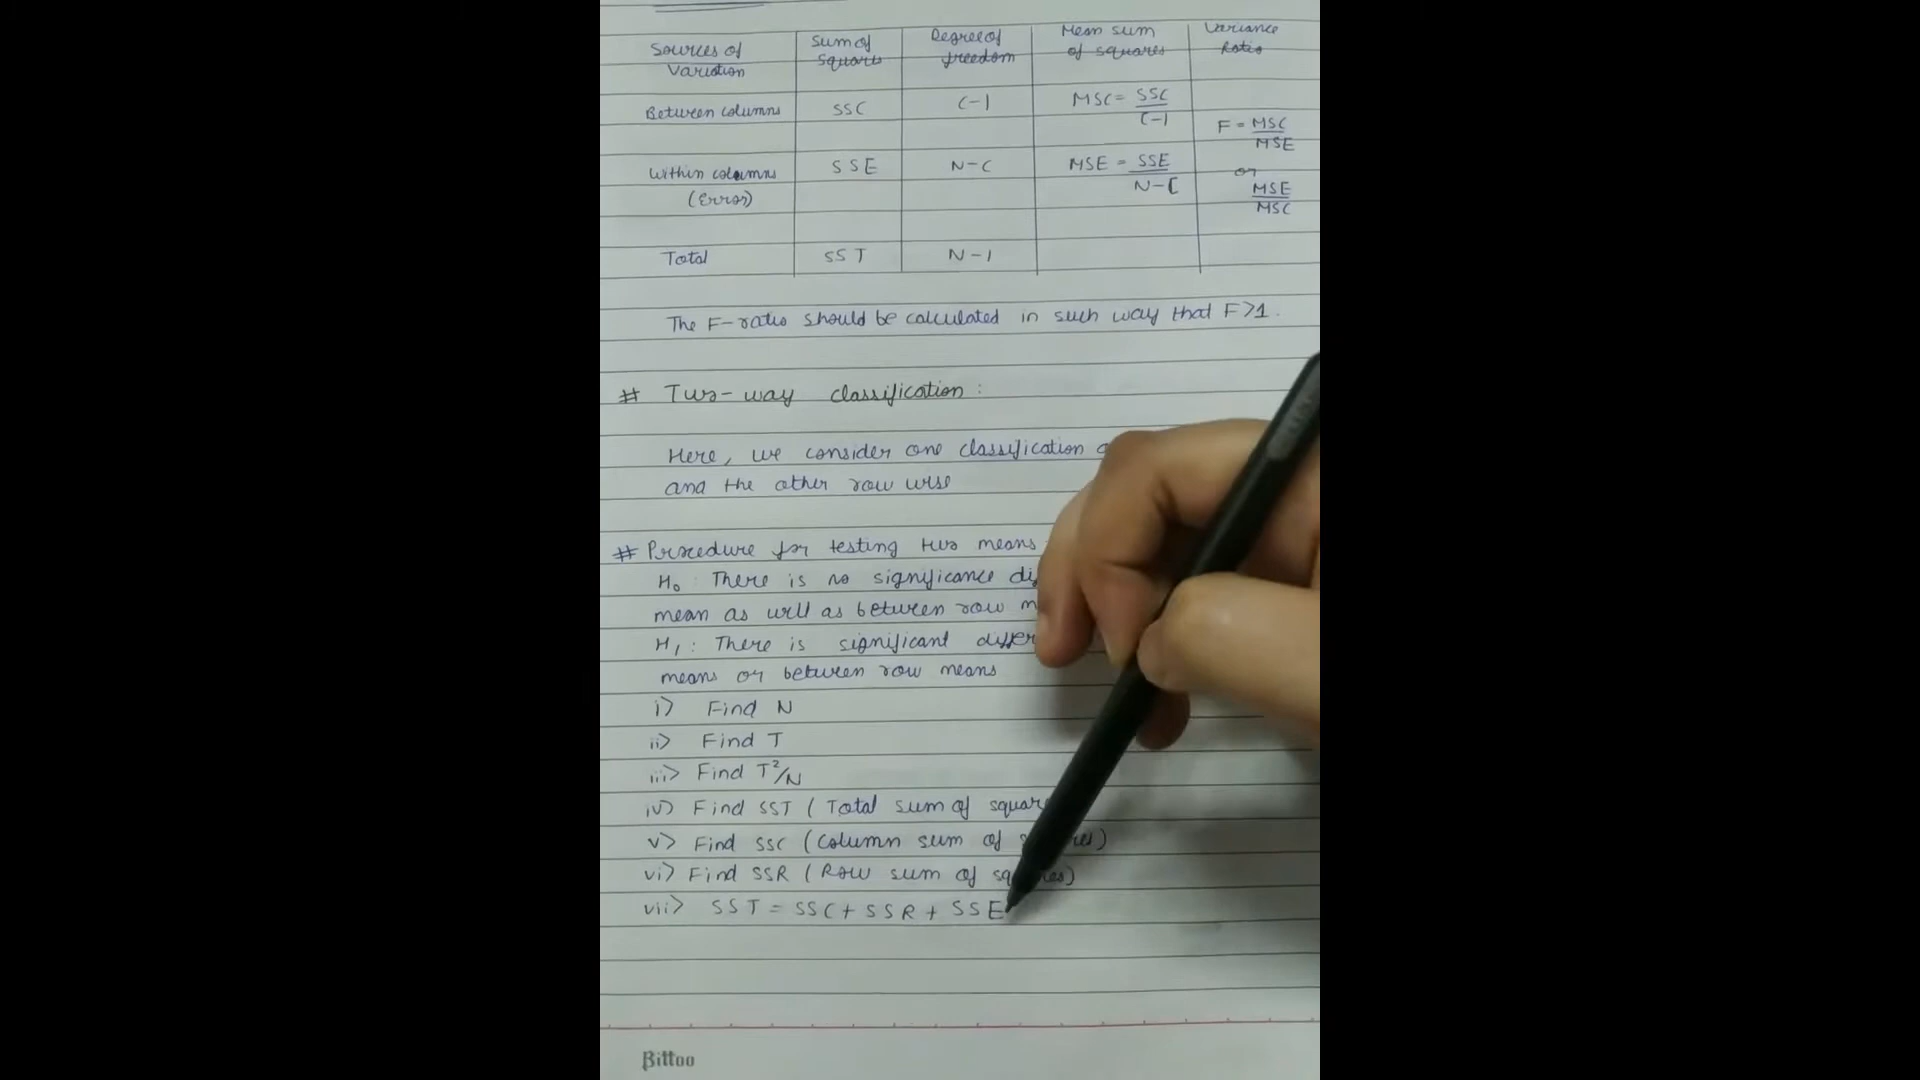 Sources of Variation
Sum of Squares
Degree of freedom
Mean sum of squares
Variance Ratio
Between columns
SSC
C-1
MSC = SSC/C-1
F = MSC/MSE
or
MSE/MSC
Within columns (Error)
SSE
N-C
MSE = SSE/N-C
Total
SST
N-1
The F-ratio should be calculated in such way that F>1.
# Two-way classification:
Here, we consider one classification
and the other row wise
# Procedure for testing two means
H₀: There is no significance
mean as well as between row
H₁: There is significant
means or between row means
i> Find N
ii> Find T
iii> Find T²/N
iv) Find SST (Total sum of
v> Find SSC (Column sum of squares)
vi) Find SSR (Row sum of squares)
vii> SST = SSC + SSR + SSE
Bittoo